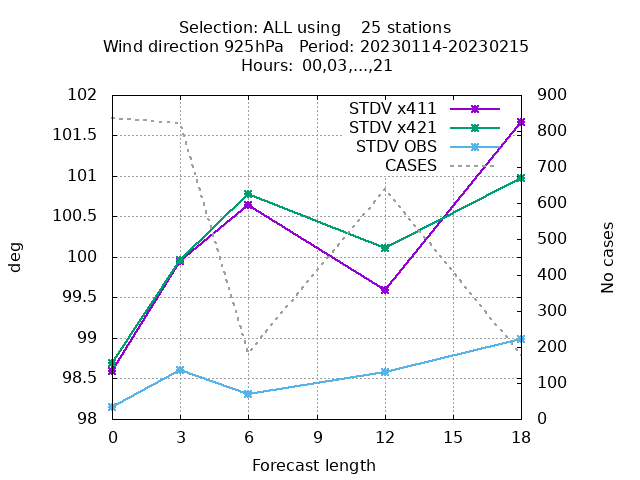 Selection: ALL using    25 stations
Wind direction 925hPa   Period: 20230114-20230215
Hours:  00,03,...,21
STDV x411
STDV x421
STDV OBS
CASES
102
101.5
101
100.5
100
99.5
99
98.5
98
900
800
700
600
500
400
300
200
100
0
deg
No cases
0 3 6 9 12 15 18
Forecast length